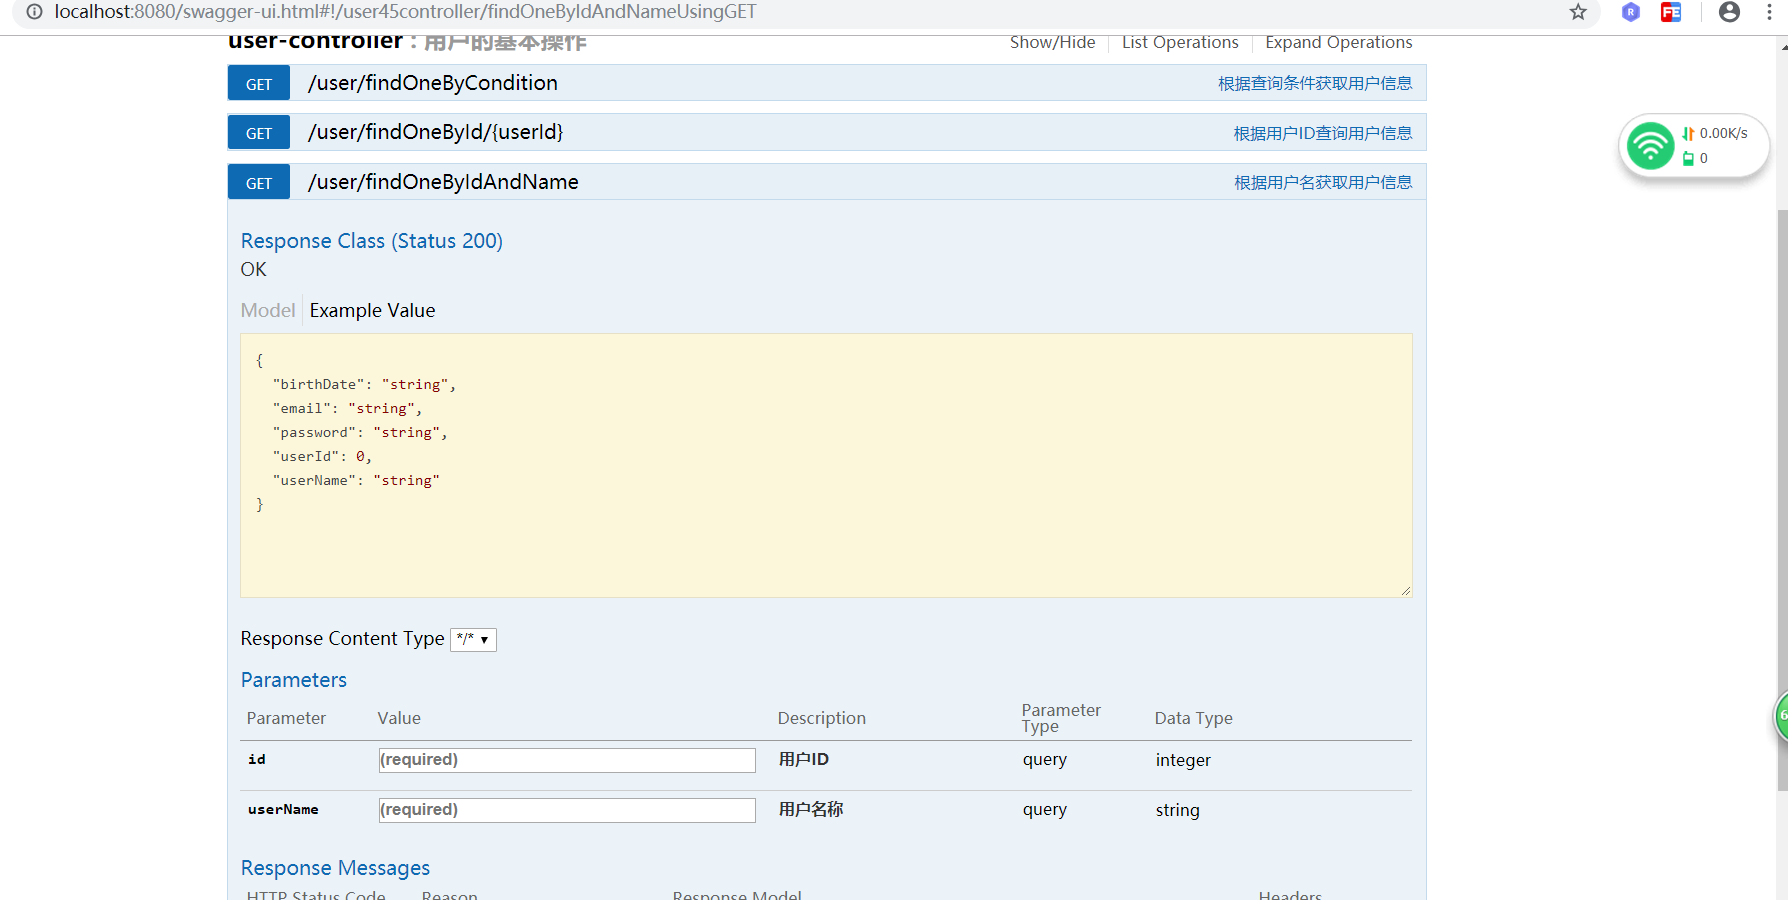 localhost:8080/swagger-ui.html#!/user45controller/findOneByIdAndNameUsingGET
R FE
user-controller : 用户的基本操作 Show/Hide List Operations Expand Operations
GET /user/findOneByCondition 根据查询条件获取用户信息
GET /user/findOneById/{userId} 根据用户ID查询用户信息
0.00K/s
0
GET /user/findOneByIdAndName 根据用户名获取用户信息
Response Class (Status 200)
OK
Model Example Value
{
"birthDate": "string",
"email": "string",
"password": "string",
"userId": 0,
"userName": "string"
}
Response Content Type */*
Parameters
Parameter Value Description Parameter Type Data Type
id (required) 用户ID query integer
userName (required) 用户名称 query string
6
Response Messages
HTTP Status Code Reason Response Model Headers